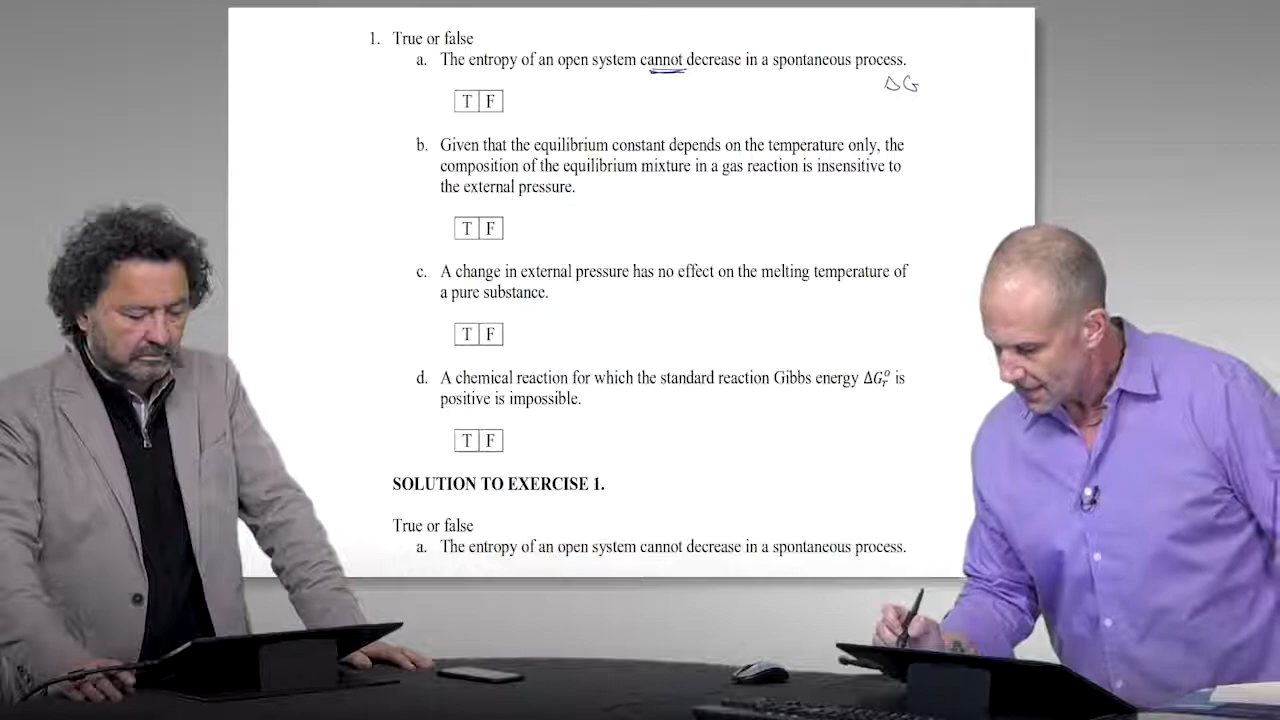 1. True or false
a. The entropy of an open system cannot decrease in a spontaneous process.
ΔG
T F
b. Given that the equilibrium constant depends on the temperature only, the
composition of the equilibrium mixture in a gas reaction is insensitive to
the external pressure.
T F
c. A change in external pressure has no effect on the melting temperature of
a pure substance.
T F
d. A chemical reaction for which the standard reaction Gibbs energy ΔG_r^o is
positive is impossible.
T F
SOLUTION TO EXERCISE 1.
True or false
a. The entropy of an open system cannot decrease in a spontaneous process.